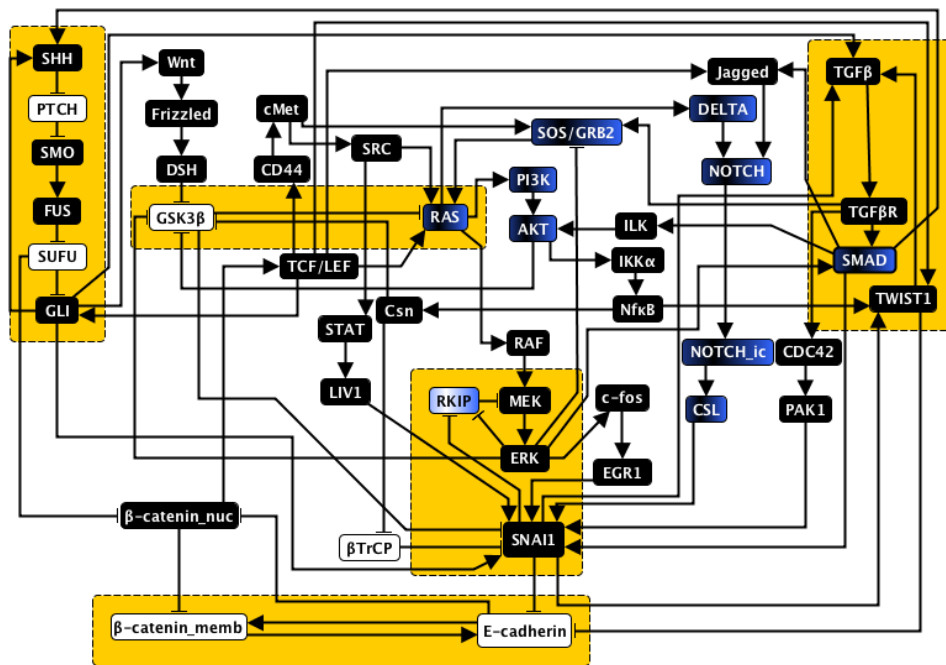 SHH
Wnt
Jagged
TGFβ
PTCH
Frizzled
cMet
DELTA
SOS/GRB2
SMO
SRC
DSH
CD44
NOTCH
PI3K
FUS
GSK3β
RAS
TGFβR
AKT
ILK
SUFU
TCF/LEF
IKKα
SMAD
GLI
Csn
NfκB
TWIST1
STAT
RAF
NOTCH_ic
CDC42
LIV1
RKIP
MEK
c-fos
CSL
PAK1
ERK
EGR1
β-catenin_nuc
βTrCP
SNAI1
β-catenin_memb
E-cadherin